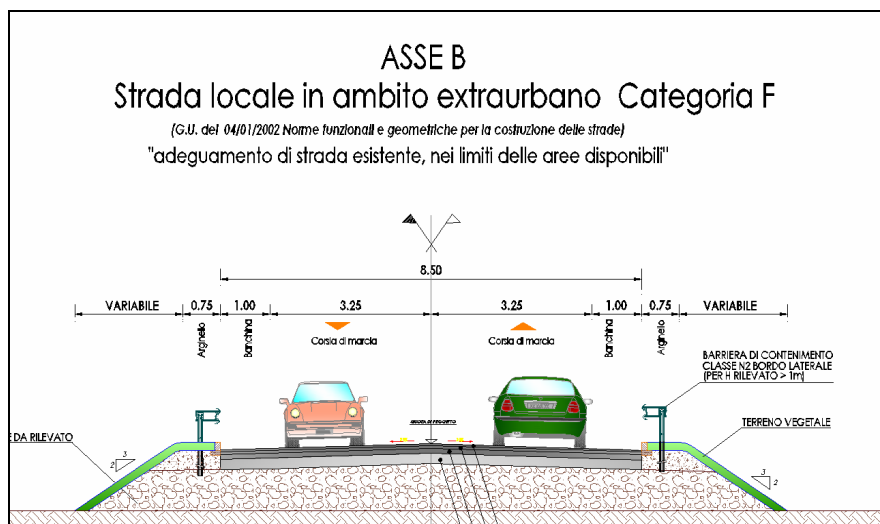 ASSE B
Strada locale in ambito extraurbano Categoria F
(G.U. del 04/01/2002 Norme funzionali e geometriche per la costruzione delle strade)
"adeguamento di strada esistente, nei limiti delle aree disponibili"
8.50
VARIABILE 0.75 1.00 3.25 3.25 1.00 0.75 VARIABILE
Arginello Banchina Corsia di marcia Corsia di marcia Banchina Arginello
BARRIERA DI CONTENIMENTO
CLASSE N2 BORDO LATERALE
(PER H RILEVATO > 1m)
TERRENO VEGETALE
E DA RILEVATO
3
2
3
2